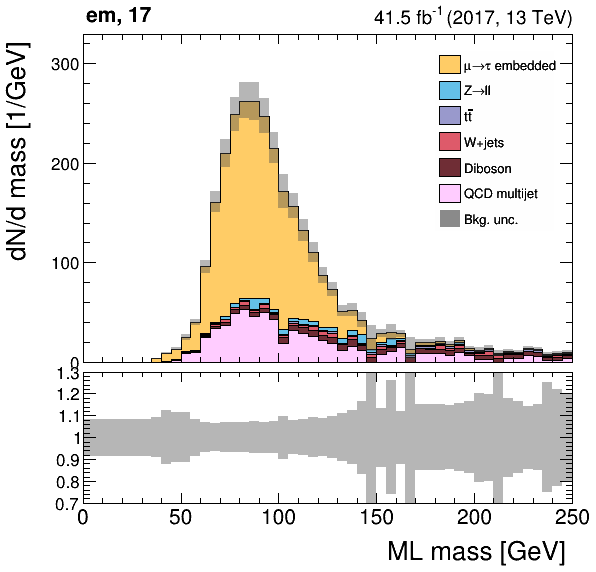 em, 17
41.5 fb⁻¹ (2017, 13 TeV)
dN/d mass [1/GeV]
300
200
100
0
μ→τ embedded
Z→ll
tt̄
W+jets
Diboson
QCD multijet
Bkg. unc.
1.3
1.2
1.1
1
0.9
0.8
0.7
0 50 100 150 200 250
ML mass [GeV]